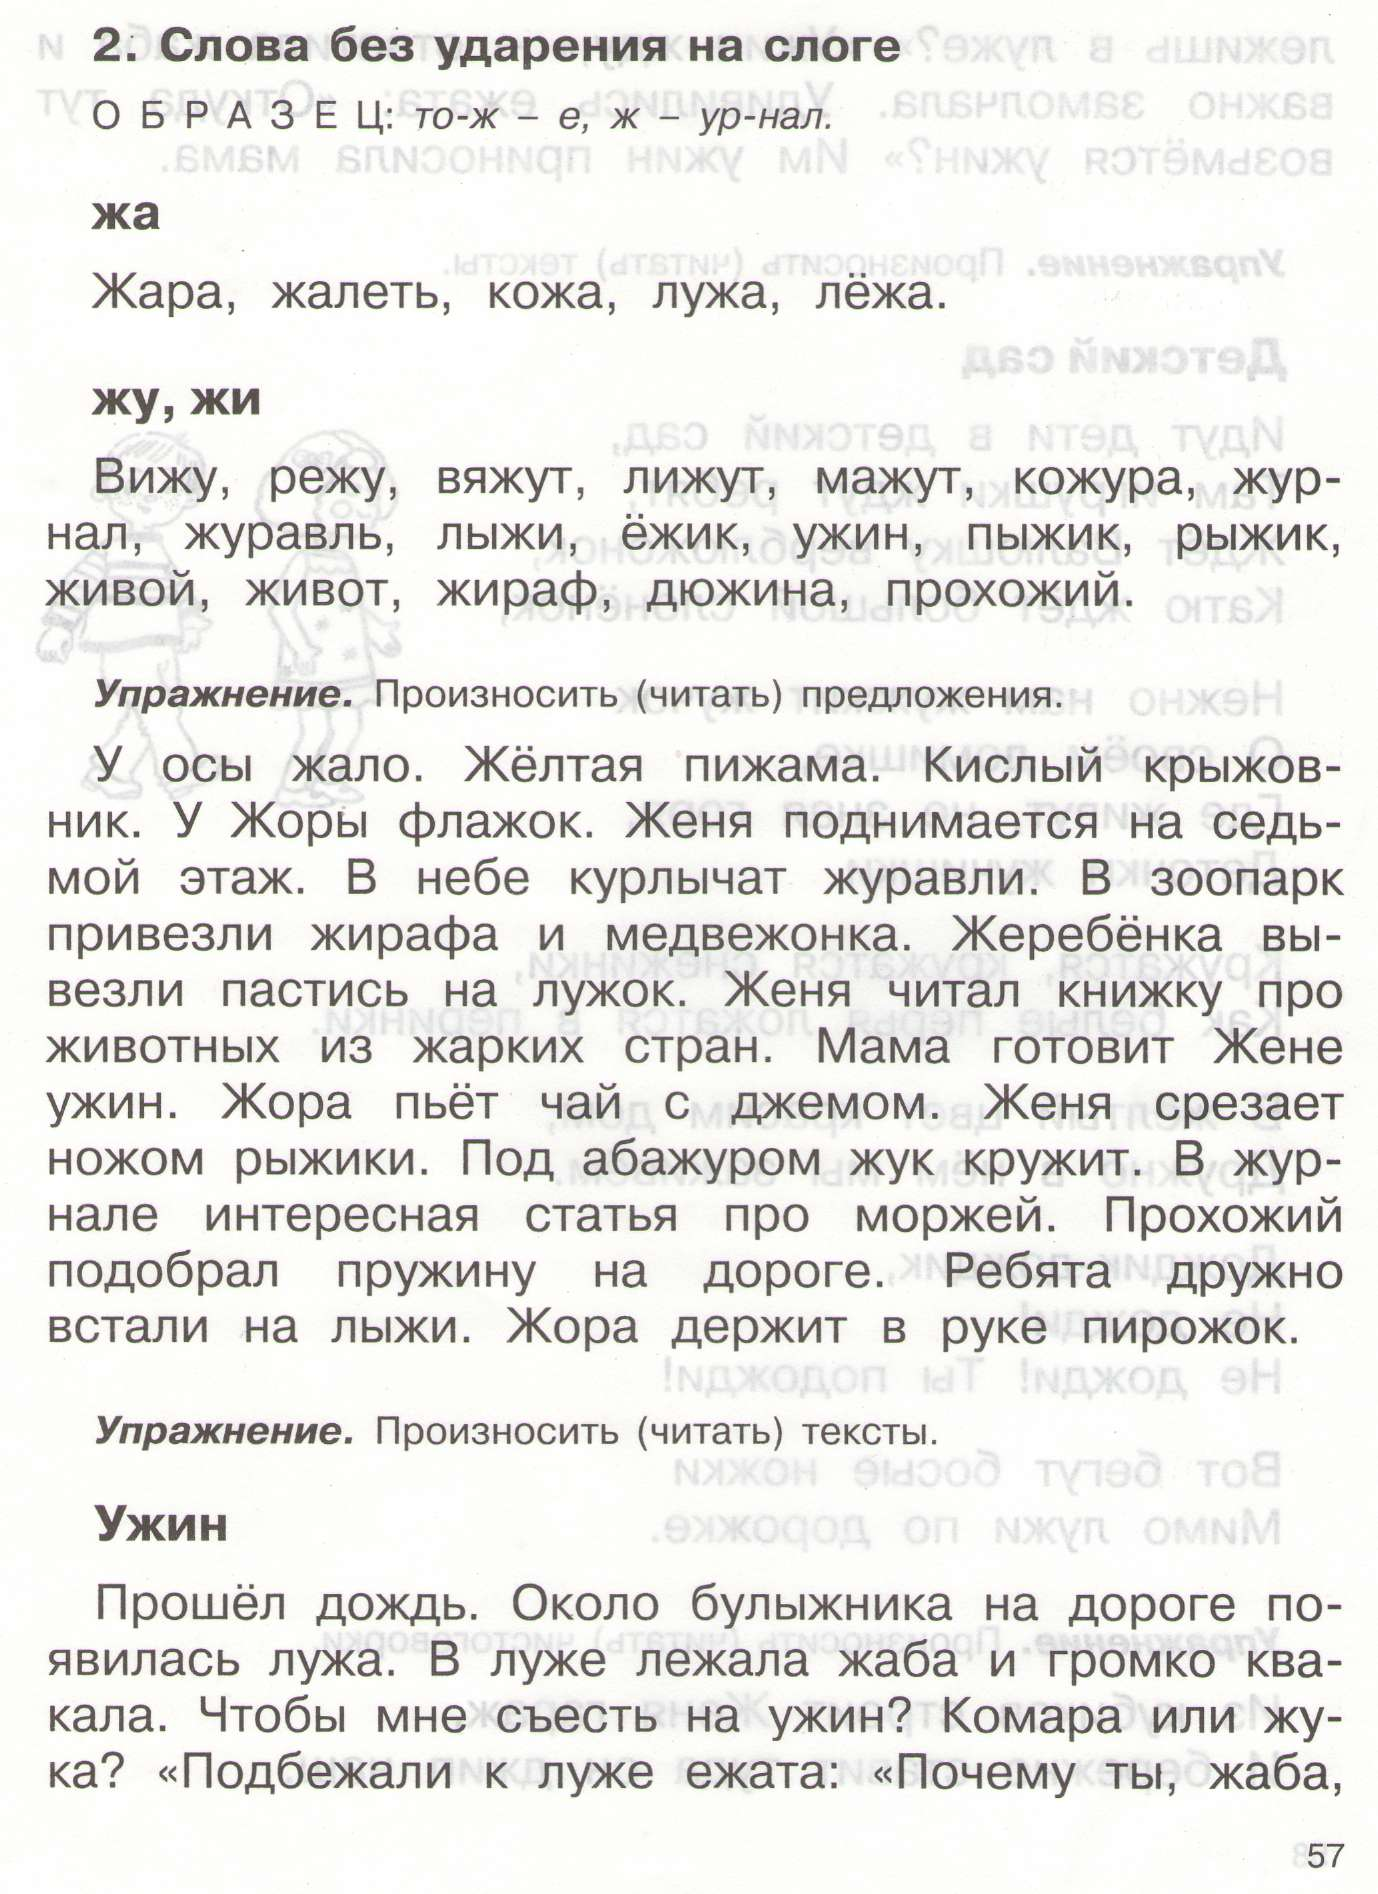 2. Слова без ударения на слоге
О Б Р А З Е Ц: то-ж – е, ж – ур-нал.
жа
Жара, жалеть, кожа, лужа, лёжа.
жу, жи
Вижу, режу, вяжут, лижут, мажут, кожура, жур-
нал, журавль, лыжи, ёжик, ужин, пыжик, рыжик,
живой, живот, жираф, дюжина, прохожий.
Упражнение. Произносить (читать) предложения.
У осы жало. Жёлтая пижама. Кислый крыжов-
ник. У Жоры флажок. Женя поднимается на седь-
мой этаж. В небе курлычат журавли. В зоопарк
привезли жирафа и медвежонка. Жеребёнка вы-
везли пастись на лужок. Женя читал книжку про
животных из жарких стран. Мама готовит Жене
ужин. Жора пьёт чай с джемом. Женя срезает
ножом рыжики. Под абажуром жук кружит. В жур-
нале интересная статья про моржей. Прохожий
подобрал пружину на дороге. Ребята дружно
встали на лыжи. Жора держит в руке пирожок.
Упражнение. Произносить (читать) тексты.
Ужин
Прошёл дождь. Около булыжника на дороге по-
явилась лужа. В луже лежала жаба и громко ква-
кала. Чтобы мне съесть на ужин? Комара или жу-
ка? «Подбежали к луже ежата: «Почему ты, жаба,
57